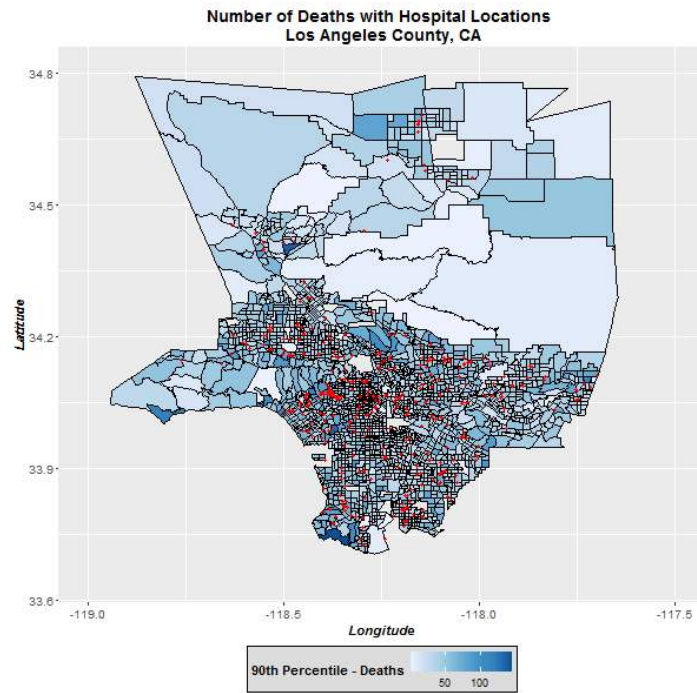 Number of Deaths with Hospital Locations
Los Angeles County, CA
34.8
34.5
34.2
33.9
33.6
Latitude
-119.0 -118.5 -118.0 -117.5
Longitude
90th Percentile - Deaths
50 100